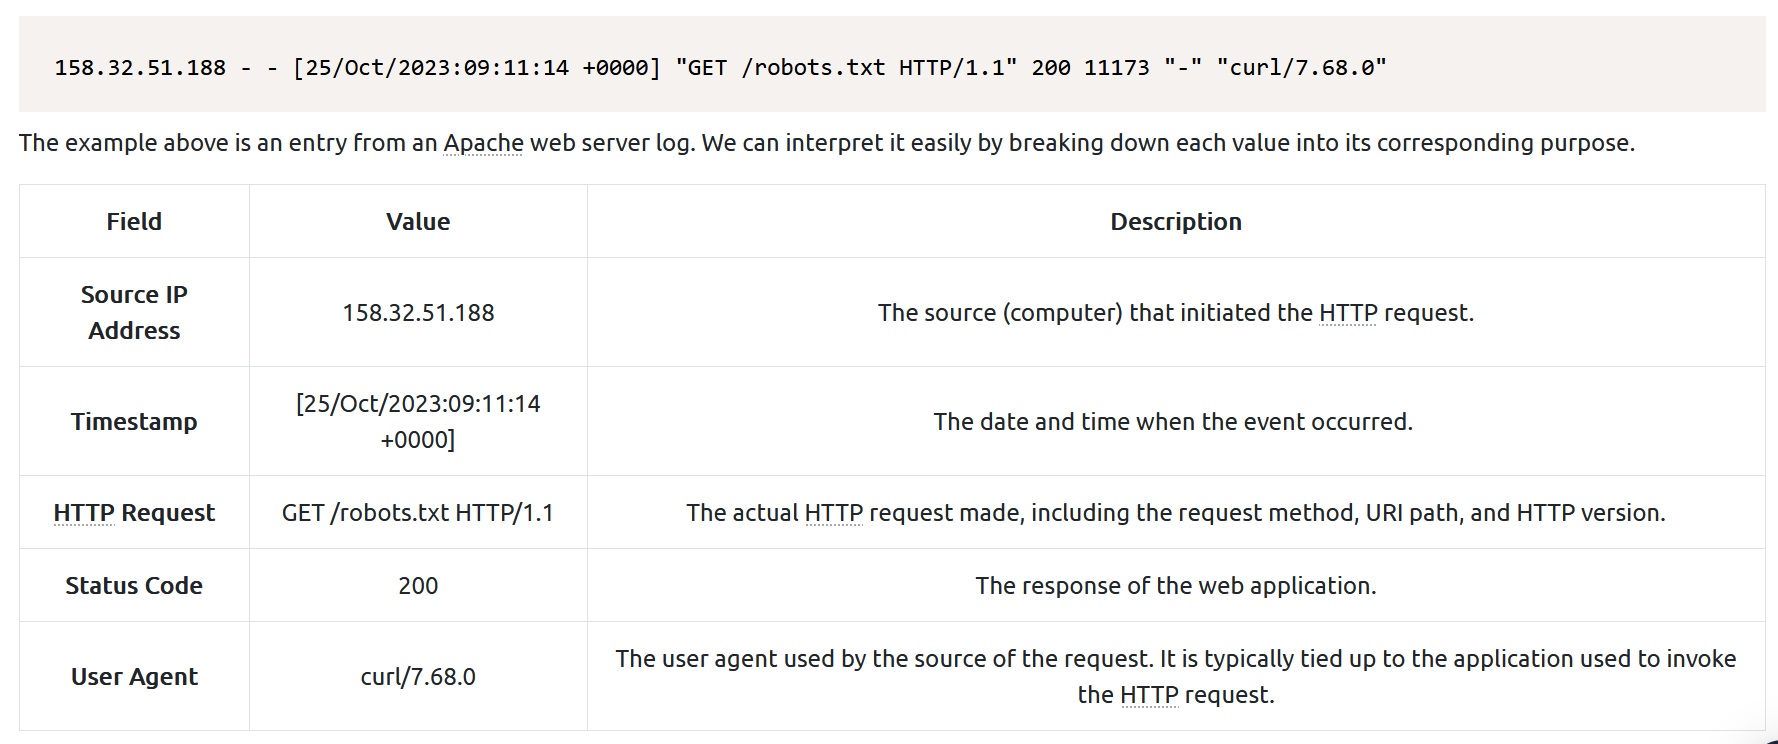 158.32.51.188 - - [25/Oct/2023:09:11:14 +0000] "GET /robots.txt HTTP/1.1" 200 11173 "-" "curl/7.68.0"
The example above is an entry from an Apache web server log. We can interpret it easily by breaking down each value into its corresponding purpose.
Field Value Description
Source IP
Address
158.32.51.188
The source (computer) that initiated the HTTP request.
Timestamp
[25/Oct/2023:09:11:14
+0000]
The date and time when the event occurred.
HTTP Request
GET /robots.txt HTTP/1.1
The actual HTTP request made, including the request method, URI path, and HTTP version.
Status Code
200
The response of the web application.
User Agent
curl/7.68.0
The user agent used by the source of the request. It is typically tied up to the application used to invoke
the HTTP request.